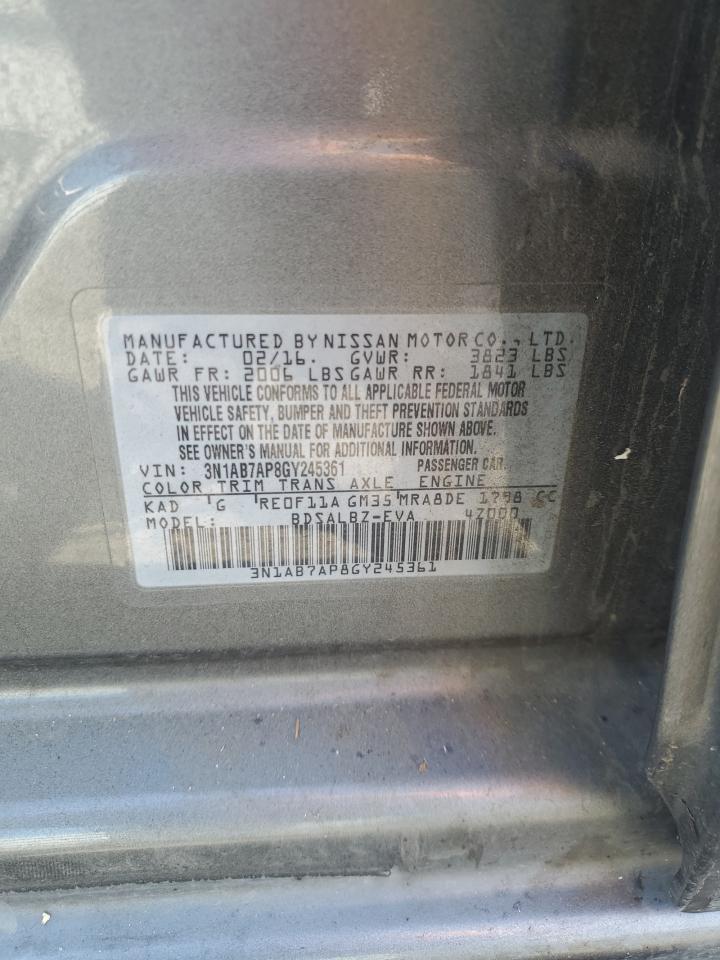 MANUFACTURED BY NISSAN MOTOR CO., LTD.
DATE: 02/16. GVWR: 3823 LBS
GAWR FR: 2006 LBS GAWR RR: 1841 LBS
THIS VEHICLE CONFORMS TO ALL APPLICABLE FEDERAL MOTOR
VEHICLE SAFETY, BUMPER AND THEFT PREVENTION STANDARDS
IN EFFECT ON THE DATE OF MANUFACTURE SHOWN ABOVE.
SEE OWNER'S MANUAL FOR ADDITIONAL INFORMATION.
VIN: 3N1AB7AP8GY245361 PASSENGER CAR.
COLOR TRIM TRANS AXLE ENGINE
KAD G RE0F11A GM35 MRA8DE 1798 CC
MODEL: BDSALBZ-EVA 4Z000
3N1AB7AP8GY245361